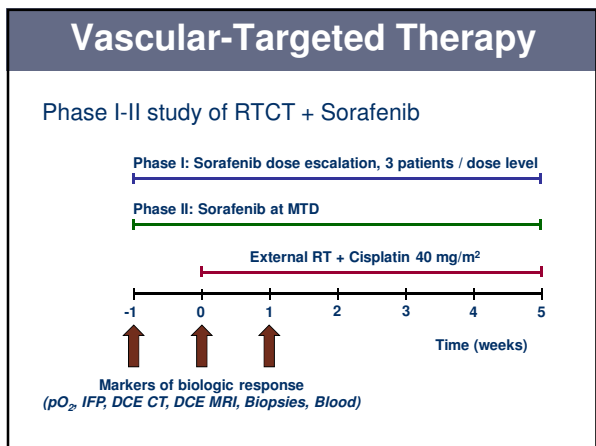 Vascular-Targeted Therapy
Phase I-II study of RTCT + Sorafenib
Phase I: Sorafenib dose escalation, 3 patients / dose level
Phase II: Sorafenib at MTD
External RT + Cisplatin 40 mg/m²
-1 0 1 2 3 4 5
Time (weeks)
Markers of biologic response
(pO₂, IFP, DCE CT, DCE MRI, Biopsies, Blood)